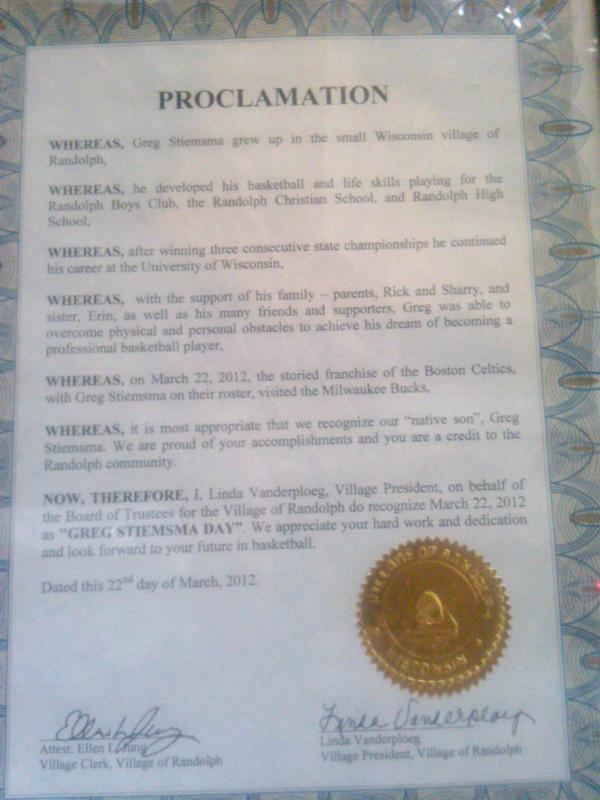 PROCLAMATION
WHEREAS, Greg Stiemsma grew up in the small Wisconsin village of
Randolph,
WHEREAS, he developed his basketball and life skills playing for the
Randolph Boys Club, the Randolph Christian School, and Randolph High
School,
WHEREAS, after winning three consecutive state championships he continued
his career at the University of Wisconsin,
WHEREAS, with the support of his family – parents, Rick and Sharry, and
sister, Erin, as well as his many friends and supporters, Greg was able to
overcome physical and personal obstacles to achieve his dream of becoming a
professional basketball player,
WHEREAS, on March 22, 2012, the storied franchise of the Boston Celtics,
with Greg Stiemsma on their roster, visited the Milwaukee Bucks,
WHEREAS, it is most appropriate that we recognize our “native son”, Greg
Stiemsma. We are proud of your accomplishments and you are a credit to the
Randolph community.
NOW, THEREFORE, I, Linda Vanderploeg, Village President, on behalf of
the Board of Trustees for the Village of Randolph do recognize March 22, 2012
as "GREG STIEMSMA DAY". We appreciate your hard work and dedication
and look forward to your future in basketball.
Dated this 22nd day of March, 2012.
VILLAGE OF RANDOLPH
WISCONSIN
Linda Vanderploeg
Attest: Ellen
Village Clerk, Village of Randolph
Linda Vanderploeg
Village President, Village of Randolph